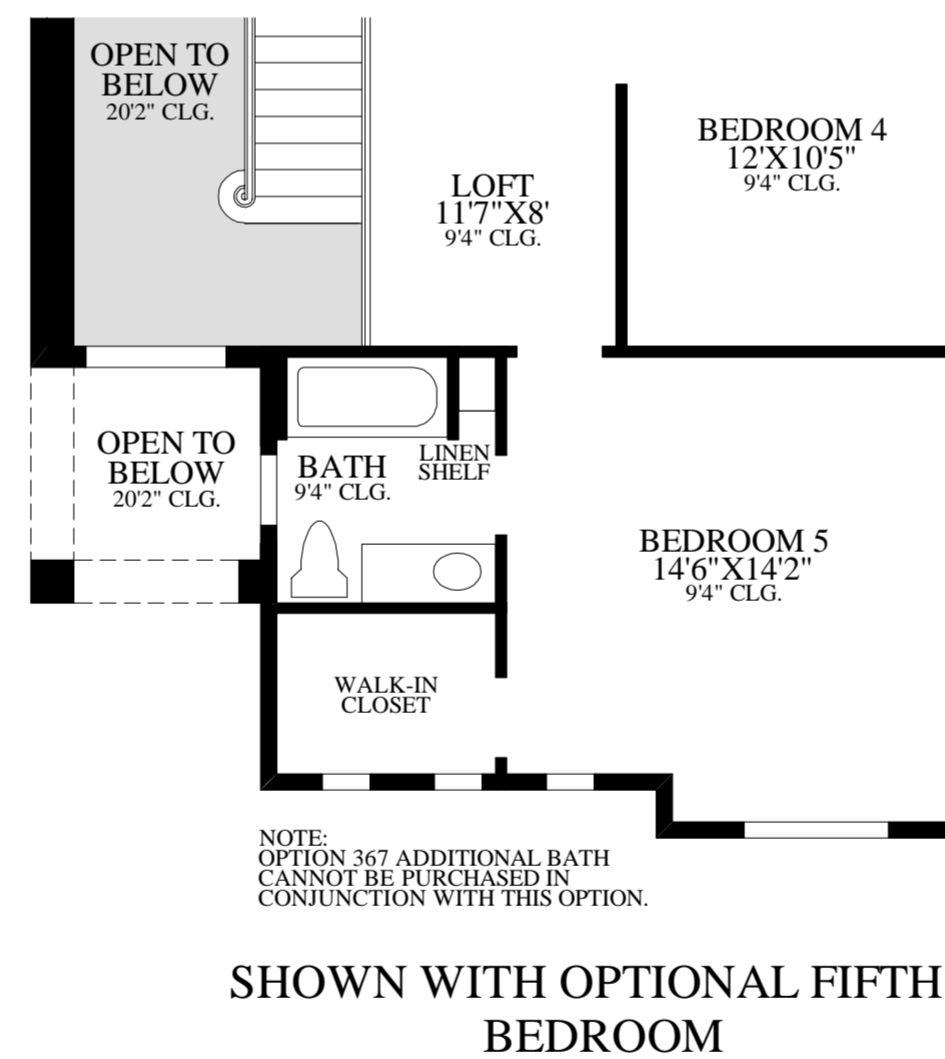 OPEN TO
BELOW
20'2" CLG.
BEDROOM 4
12'X10'5"
9'4" CLG.
LOFT
11'7"X8'
9'4" CLG.
OPEN TO
BELOW
20'2" CLG.
BATH
9'4" CLG.
LINEN
SHELF
BEDROOM 5
14'6"X14'2"
9'4" CLG.
WALK-IN
CLOSET
NOTE:
OPTION 367 ADDITIONAL BATH
CANNOT BE PURCHASED IN
CONJUNCTION WITH THIS OPTION.
SHOWN WITH OPTIONAL FIFTH
BEDROOM